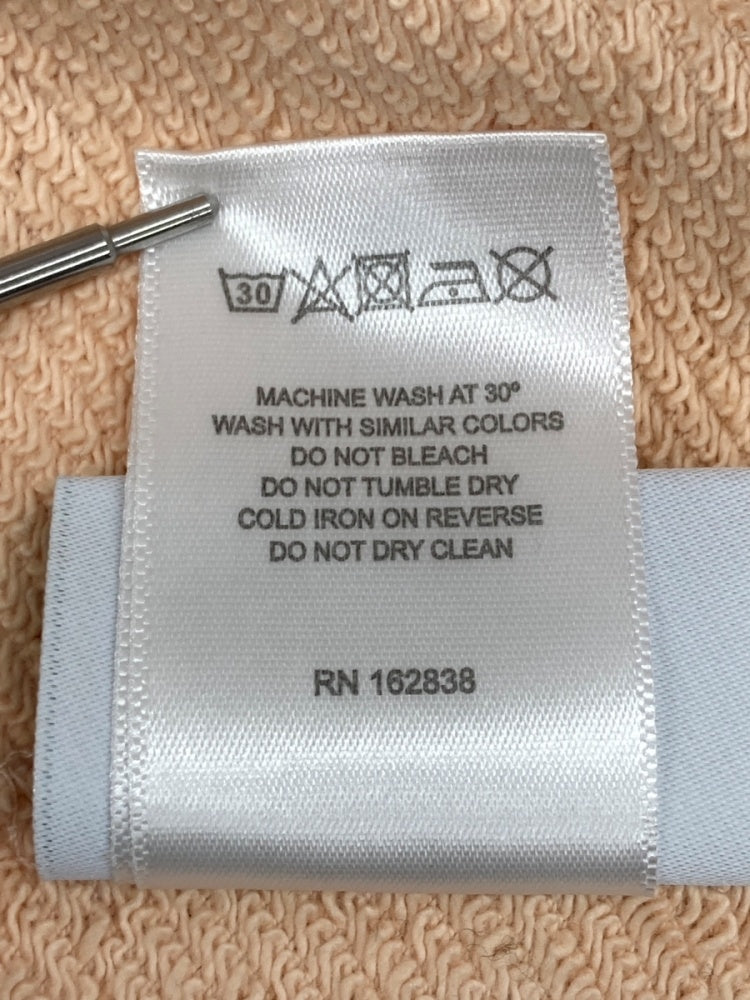 30
MACHINE WASH AT 30º
WASH WITH SIMILAR COLORS
DO NOT BLEACH
DO NOT TUMBLE DRY
COLD IRON ON REVERSE
DO NOT DRY CLEAN
RN 162838